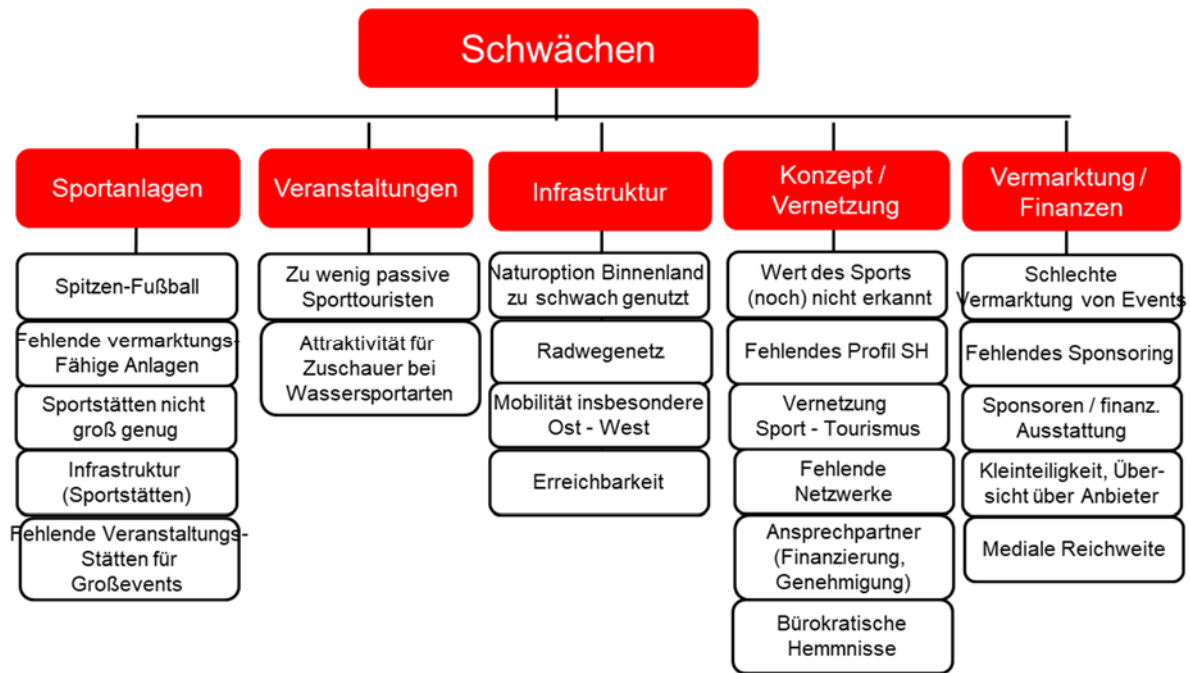 Schwächen
Sportanlagen
Spitzen-Fußball
Fehlende vermarktungs-
Fähige Anlagen
Sportstätten nicht
groß genug
Infrastruktur
(Sportstätten)
Fehlende Veranstaltungs-
Stätten für
Großevents
Veranstaltungen
Zu wenig passive
Sporttouristen
Attraktivität für
Zuschauer bei
Wassersportarten
Infrastruktur
Naturoption Binnenland
zu schwach genutzt
Radwegenetz
Mobilität insbesondere
Ost - West
Erreichbarkeit
Konzept /
Vernetzung
Wert des Sports
(noch) nicht erkannt
Fehlendes Profil SH
Vernetzung
Sport - Tourismus
Fehlende
Netzwerke
Ansprechpartner
(Finanzierung,
Genehmigung)
Bürokratische
Hemmnisse
Vermarktung /
Finanzen
Schlechte
Vermarktung von Events
Fehlendes Sponsoring
Sponsoren / finanz.
Ausstattung
Kleinteiligkeit, Über-
sicht über Anbieter
Mediale Reichweite